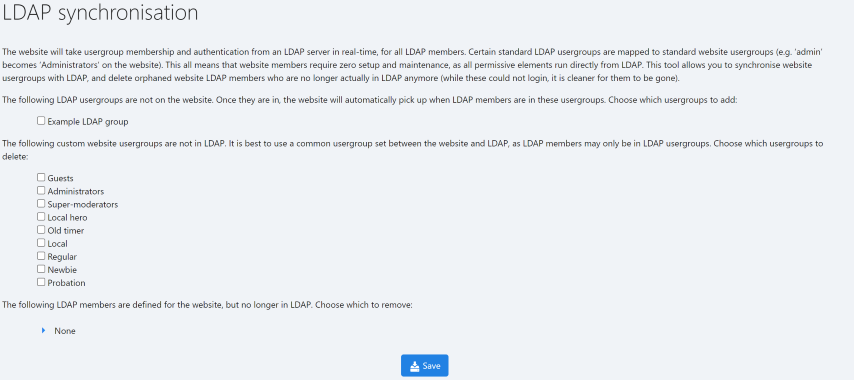 LDAP synchronisation
The website will take usergroup membership and authentication from an LDAP server in real-time, for all LDAP members. Certain standard LDAP usergroups are mapped to standard website usergroups (e.g. 'admin'
becomes 'Administrators' on the website). This all means that website members require zero setup and maintenance, as all permissive elements run directly from LDAP. This tool allows you to synchronise website
usergroups with LDAP, and delete orphaned website LDAP members who are no longer actually in LDAP anymore (while these could not login, it is cleaner for them to be gone).
The following LDAP usergroups are not on the website. Once they are in, the website will automatically pick up when LDAP members are in these usergroups. Choose which usergroups to add:
Example LDAP group
The following custom website usergroups are not in LDAP. It is best to use a common usergroup set between the website and LDAP, as LDAP members may only be in LDAP usergroups. Choose which usergroups to
delete:
Guests
Administrators
Super-moderators
Local hero
Old timer
Local
Regular
Newbie
Probation
The following LDAP members are defined for the website, but no longer in LDAP. Choose which to remove:
None
Save